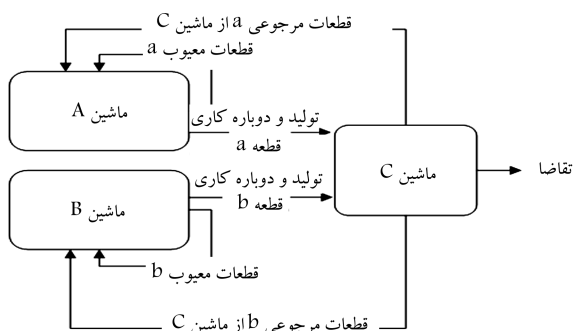 قطعات مرجوعی a از ماشین C
قطعات معیوب a
ماشین A
تولید و دوباره کاری
قطعه a
ماشین C
تقاضا
تولید و دوباره کاری
قطعه b
ماشین B
قطعات معیوب b
قطعات مرجوعی b از ماشین C